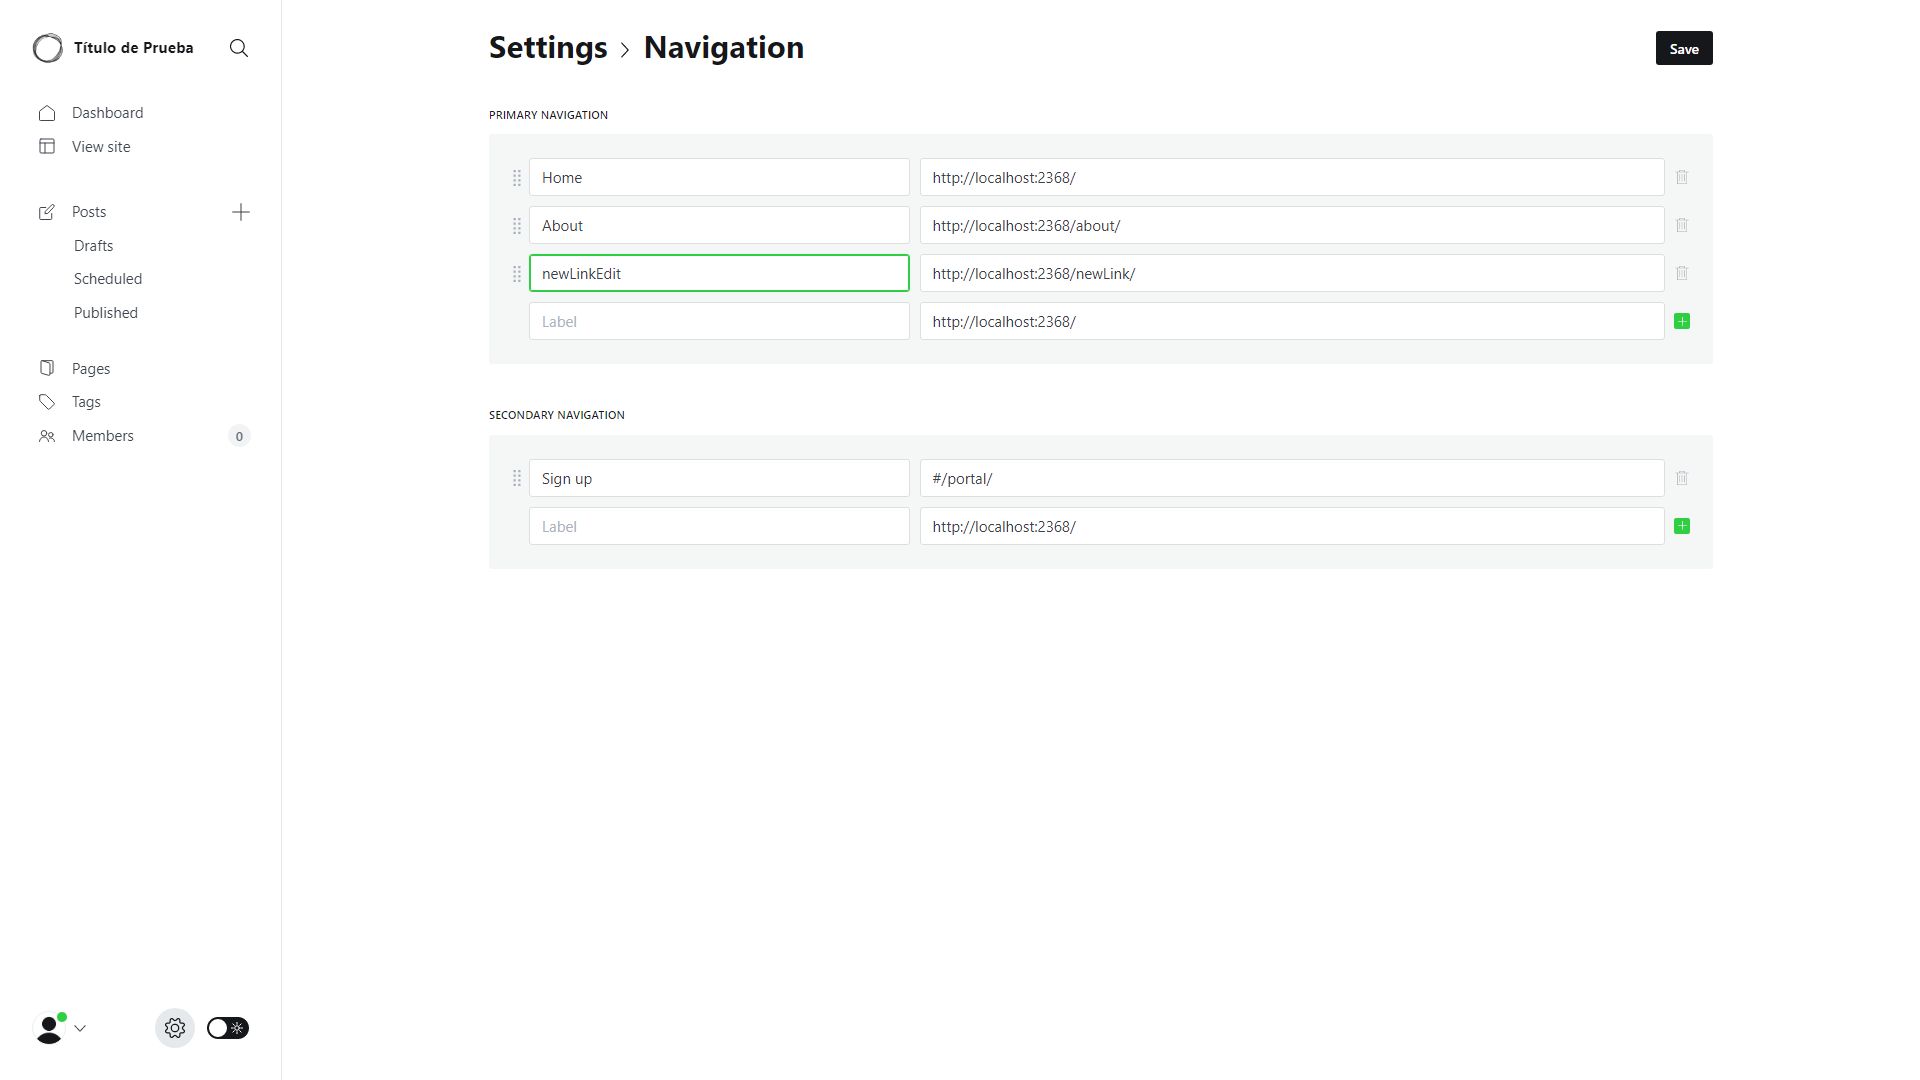 Título de Prueba
Dashboard
View site
Posts
Drafts
Scheduled
Published
Pages
Tags
Members 0
Settings > Navigation
Save
PRIMARY NAVIGATION
Home http://localhost:2368/
About http://localhost:2368/about/
newLinkEdit http://localhost:2368/newLink/
Label http://localhost:2368/
SECONDARY NAVIGATION
Sign up #/portal/
Label http://localhost:2368/